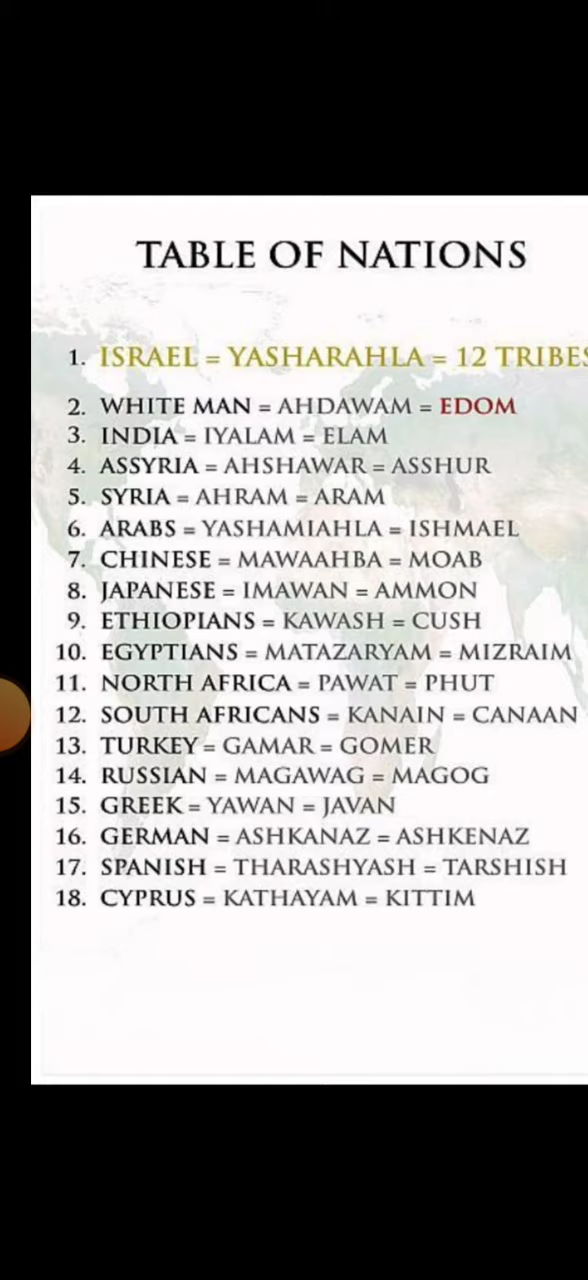 TABLE OF NATIONS
1. ISRAEL = YASHARAHLA = 12 TRIBES
2. WHITE MAN = AHDAWAM = EDOM
3. INDIA = IYALAM = ELAM
4. ASSYRIA = AHSHAWAR = ASSHUR
5. SYRIA = AHRAM = ARAM
6. ARABS = YASHAMIAHLA = ISHMAEL
7. CHINESE = MAWAAHBA = MOAB
8. JAPANESE = IMAWAN = AMMON
9. ETHIOPIANS = KAWASH = CUSH
10. EGYPTIANS = MATAZARYAM = MIZRAIM
11. NORTH AFRICA = PAWAT = PHUT
12. SOUTH AFRICANS = KANAIN = CANAAN
13. TURKEY = GAMAR = GOMER
14. RUSSIAN = MAGAWAG = MAGOG
15. GREEK = YAWAN = JAVAN
16. GERMAN = ASHKANAZ = ASHKENAZ
17. SPANISH = THARASHYASH = TARSHISH
18. CYPRUS = KATHAYAM = KITTIM